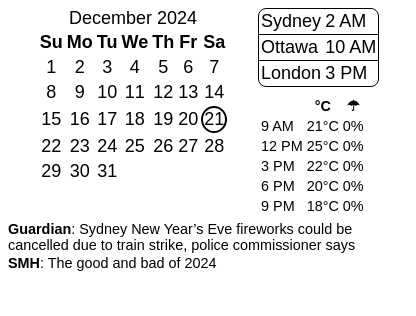 December 2024
Su Mo Tu We Th Fr Sa
1 2 3 4 5 6 7
8 9 10 11 12 13 14
15 16 17 18 19 20 21
22 23 24 25 26 27 28
29 30 31
Sydney 2 AM
Ottawa 10 AM
London 3 PM
°C ☂
9 AM 21°C 0%
12 PM 25°C 0%
3 PM 22°C 0%
6 PM 20°C 0%
9 PM 18°C 0%
Guardian: Sydney New Year’s Eve fireworks could be
cancelled due to train strike, police commissioner says
SMH: The good and bad of 2024